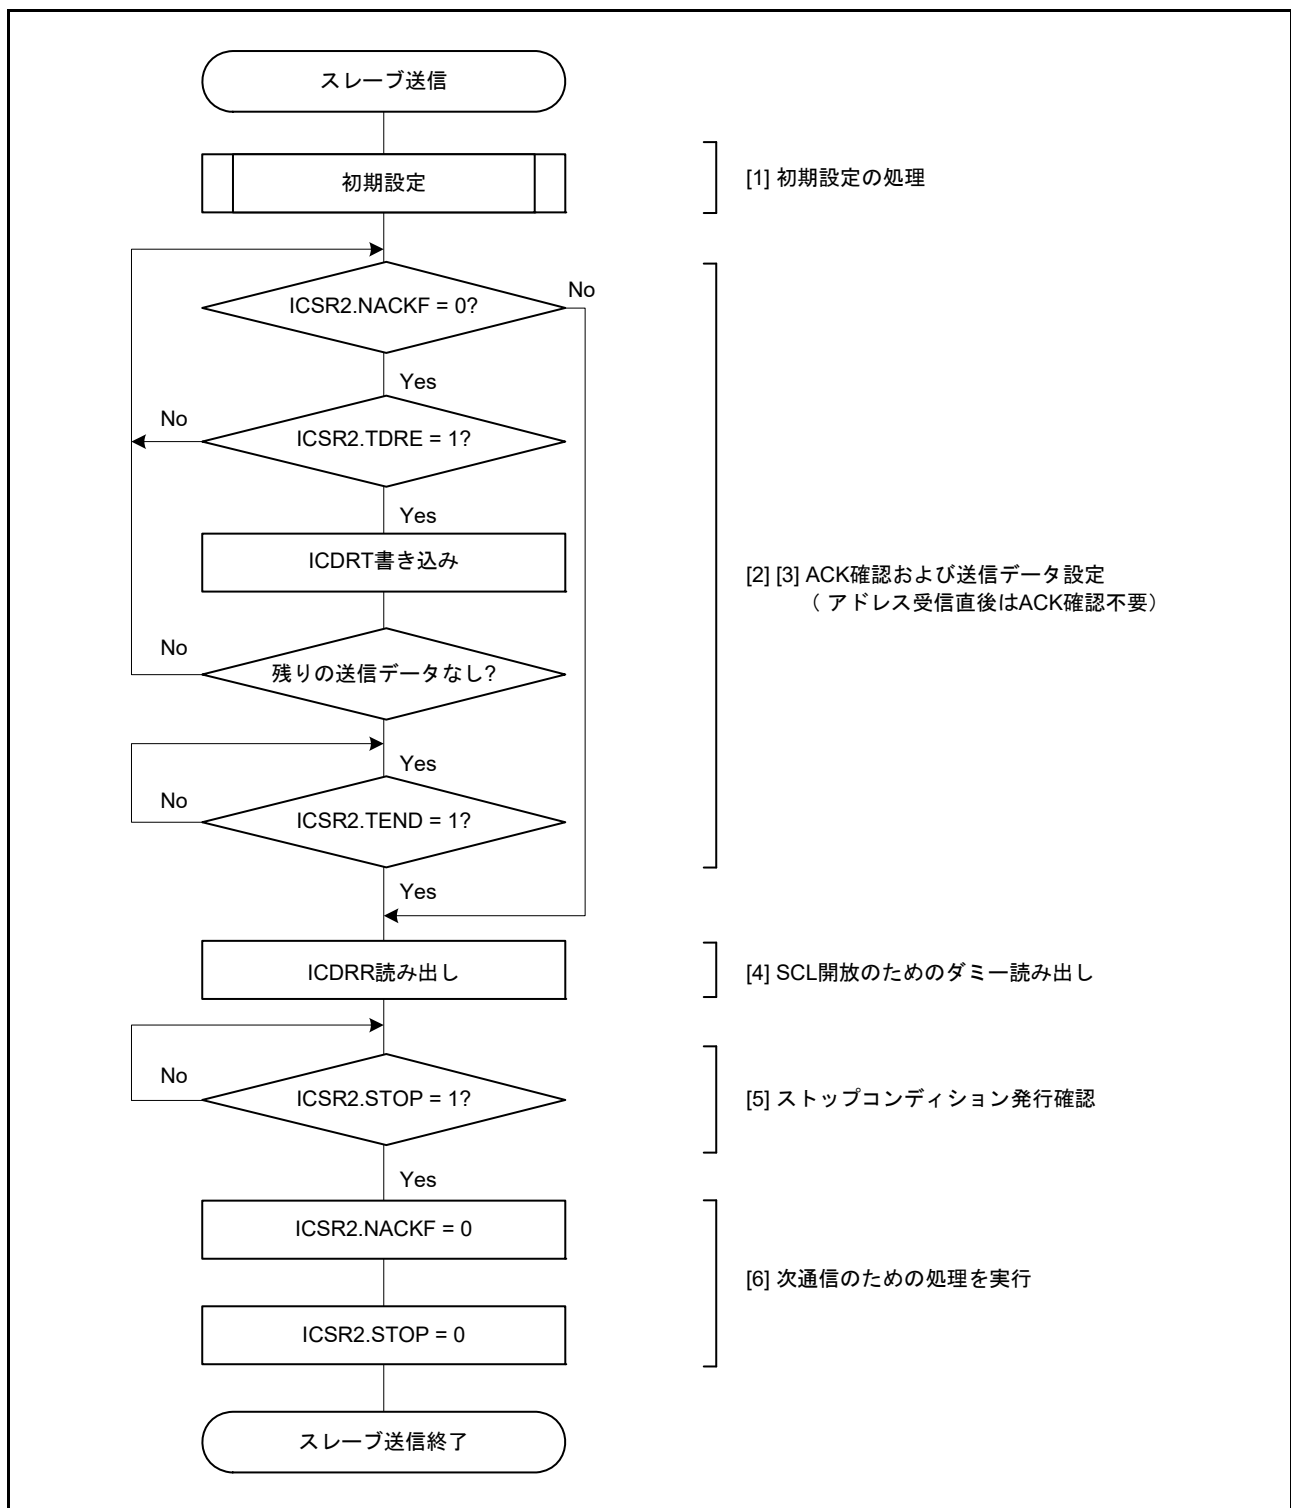 スレーブ送信
初期設定
[1] 初期設定の処理
ICSR2.NACKF = 0?
No
Yes
No
ICSR2.TDRE = 1?
Yes
ICDRT書き込み
[2] [3] ACK確認および送信データ設定
（ アドレス受信直後はACK確認不要）
No
残りの送信データなし?
Yes
No
ICSR2.TEND = 1?
Yes
ICDRR読み出し
[4] SCL開放のためのダミー読み出し
No
ICSR2.STOP = 1?
[5] ストップコンディション発行確認
Yes
ICSR2.NACKF = 0
[6] 次通信のための処理を実行
ICSR2.STOP = 0
スレーブ送信終了